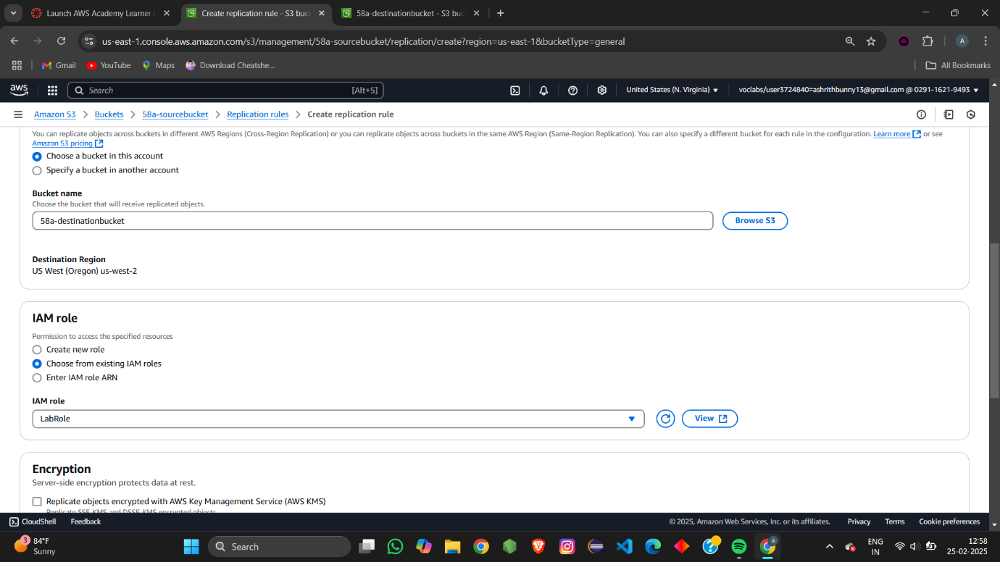 Launch AWS Academy Learner
Create replication rule - S3 buc
58a-destinationbucket - S3 buc
us-east-1.console.aws.amazon.com/s3/management/58a-sourcebucket/replication/create?region=us-east-1&bucketType=general
A
Gmail
YouTube
Maps
Download Cheatshe...
All Bookmarks
aws
Search
[Alt+S]
United States (N. Virginia)
voclabs/user3724840=ashrithbunny13@gmail.com @ 0291-1621-9493
Amazon S3 > Buckets > 58a-sourcebucket > Replication rules > Create replication rule
You can replicate objects across buckets in different AWS Regions (Cross-Region Replication) or you can replicate objects across buckets in the same AWS Region (Same-Region Replication). You can also specify a different bucket for each rule in the configuration. Learn more or see
Amazon S3 pricing
Choose a bucket in this account
Specify a bucket in another account
Bucket name
Choose the bucket that will receive replicated objects.
58a-destinationbucket
Browse S3
Destination Region
US West (Oregon) us-west-2
IAM role
Permission to access the specified resources
Create new role
Choose from existing IAM roles
Enter IAM role ARN
IAM role
LabRole
View
Encryption
Server-side encryption protects data at rest.
Replicate objects encrypted with AWS Key Management Service (AWS KMS)
Replicate SSE-KMS and DSSE-KMS encrypted objects.
CloudShell
Feedback
© 2025, Amazon Web Services, Inc. or its affiliates.
Privacy
Terms
Cookie preferences
3
84°F
Sunny
Search
A
ENG
IN
12:58
25-02-2025